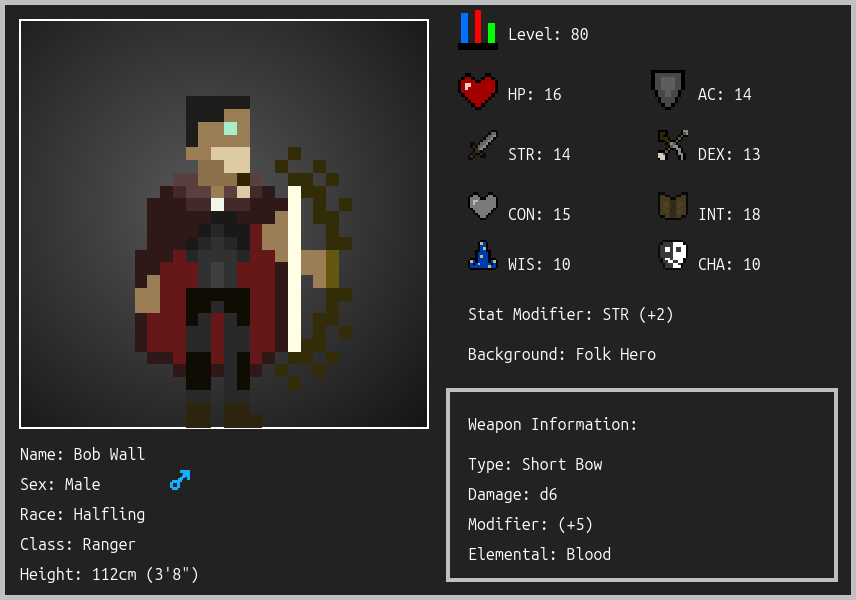 Level: 80
HP: 16
AC: 14
STR: 14
DEX: 13
CON: 15
INT: 18
WIS: 10
CHA: 10
Stat Modifier: STR (+2)
Background: Folk Hero
Weapon Information:
Type: Short Bow
Damage: d6
Modifier: (+5)
Elemental: Blood
Name: Bob Wall
Sex: Male
Race: Halfling
Class: Ranger
Height: 112cm (3'8")